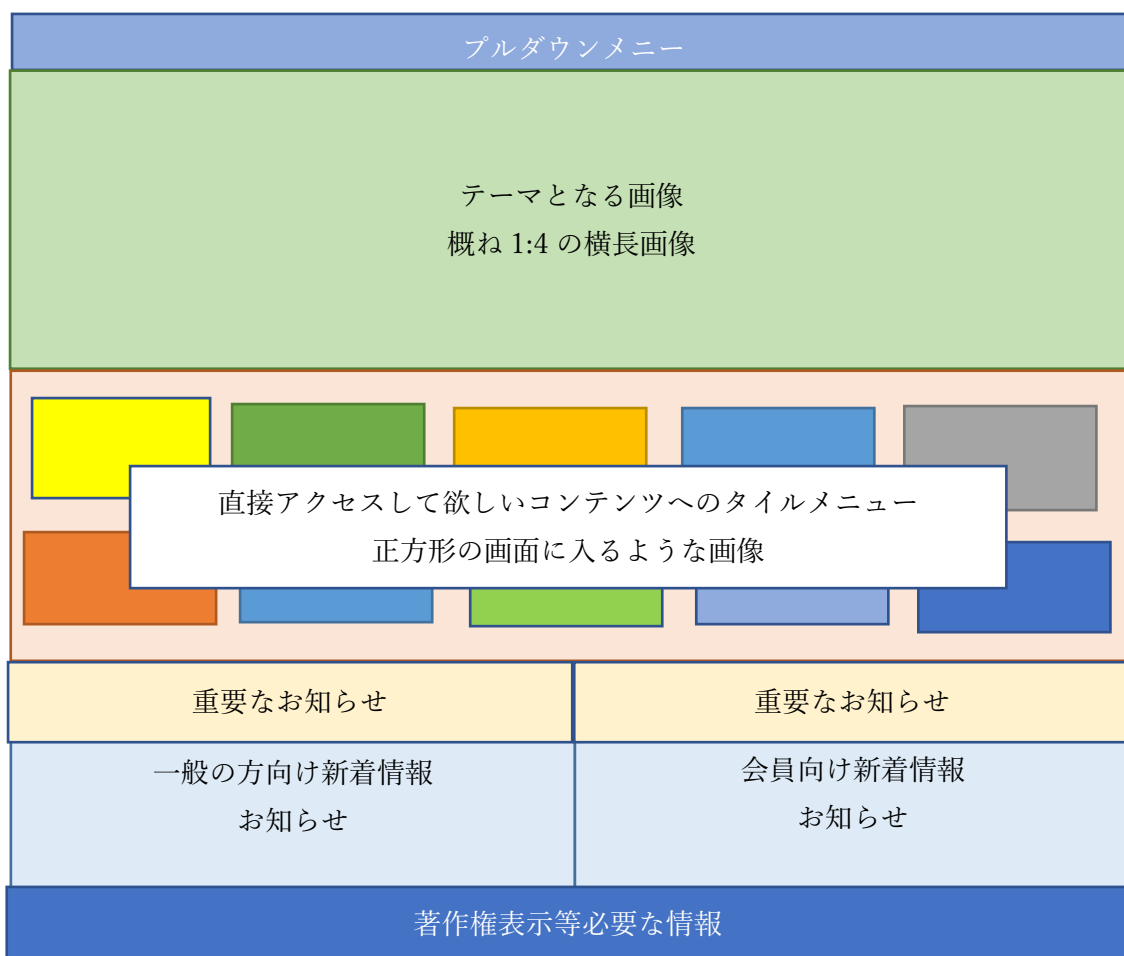 プルダウンメニー
テーマとなる画像
概ね 1:4 の横長画像
直接アクセスして欲しいコンテンツへのタイルメニュー
正方形の画面に入るような画像
重要なお知らせ
重要なお知らせ
一般の方向け新着情報
お知らせ
会員向け新着情報
お知らせ
著作権表示等必要な情報